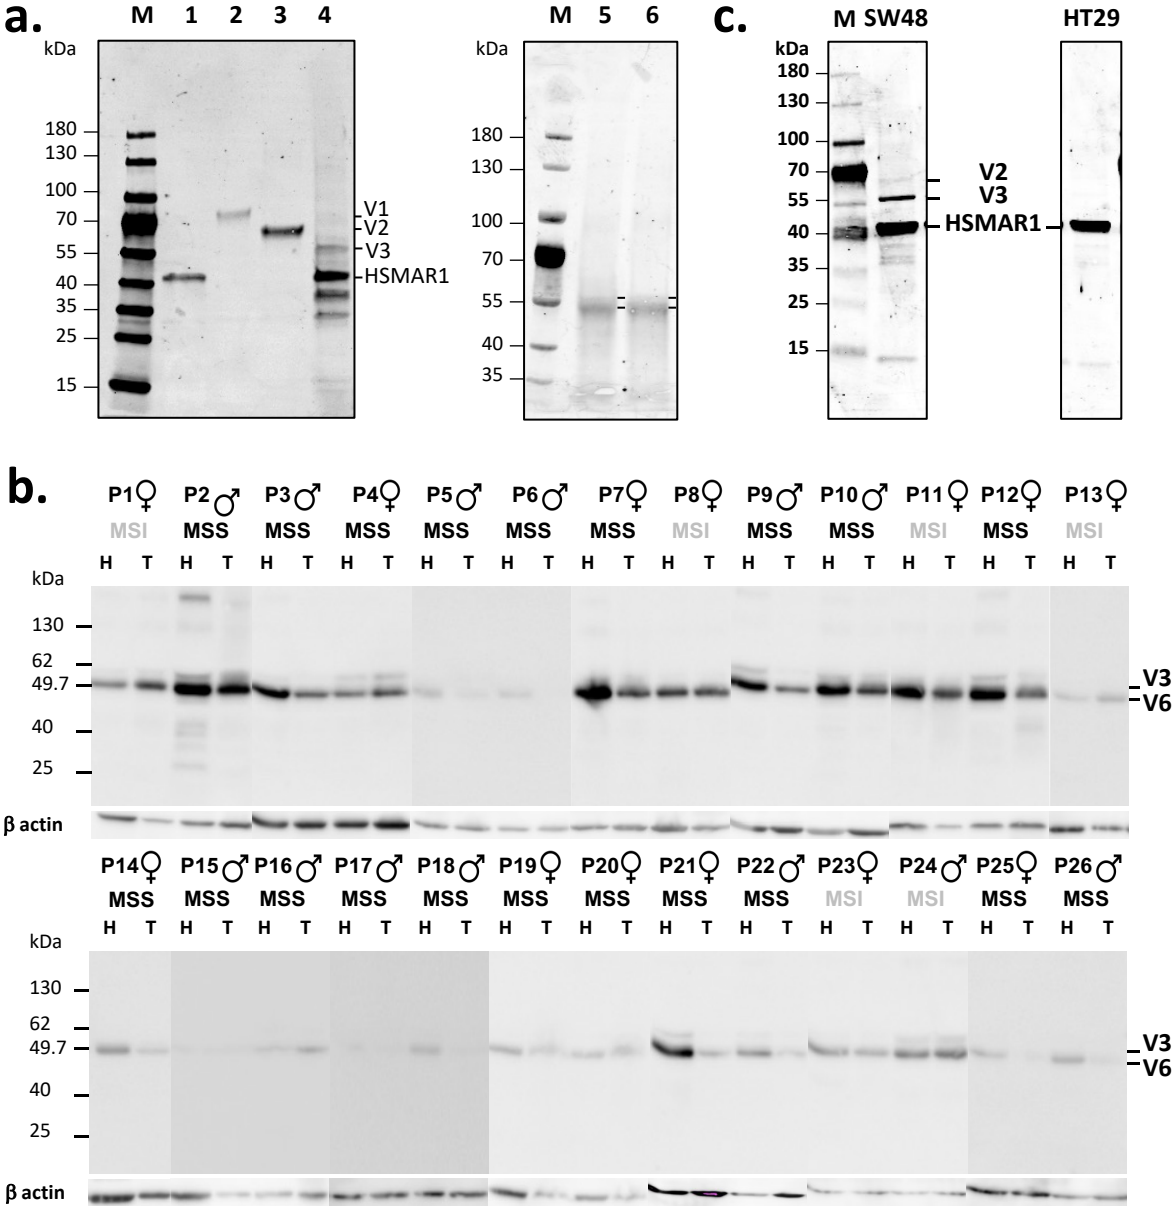 a.
M 1 2 3 4
kDa
180
130
100
70
55
40
35
25
15
V1
V2
V3
HSMAR1
M 5 6
kDa
180
130
100
70
55
40
35
c.
M SW48
HT29
kDa
180
130
100
70
55
40
35
25
15
V2
V3
HSMAR1
b.
P1♀ P2♂ P3♂ P4♀ P5♂ P6♂ P7♀ P8♀ P9♂ P10♂ P11♀ P12♀ P13♀
MSI MSS MSS MSS MSS MSS MSS MSI MSS MSS MSI MSS MSI
H T H T H T H T H T H T H T H T H T H T H T H T H T
kDa
130
62
49.7
40
25
V3
V6
β actin
P14♀ P15♂ P16♂ P17♂ P18♂ P19♀ P20♀ P21♀ P22♂ P23♀ P24♂ P25♀ P26♂
MSS MSS MSS MSS MSS MSS MSS MSS MSS MSI MSI MSS MSS
H T H T H T H T H T H T H T H T H T H T H T H T H T
kDa
130
62
49.7
40
25
V3
V6
β actin